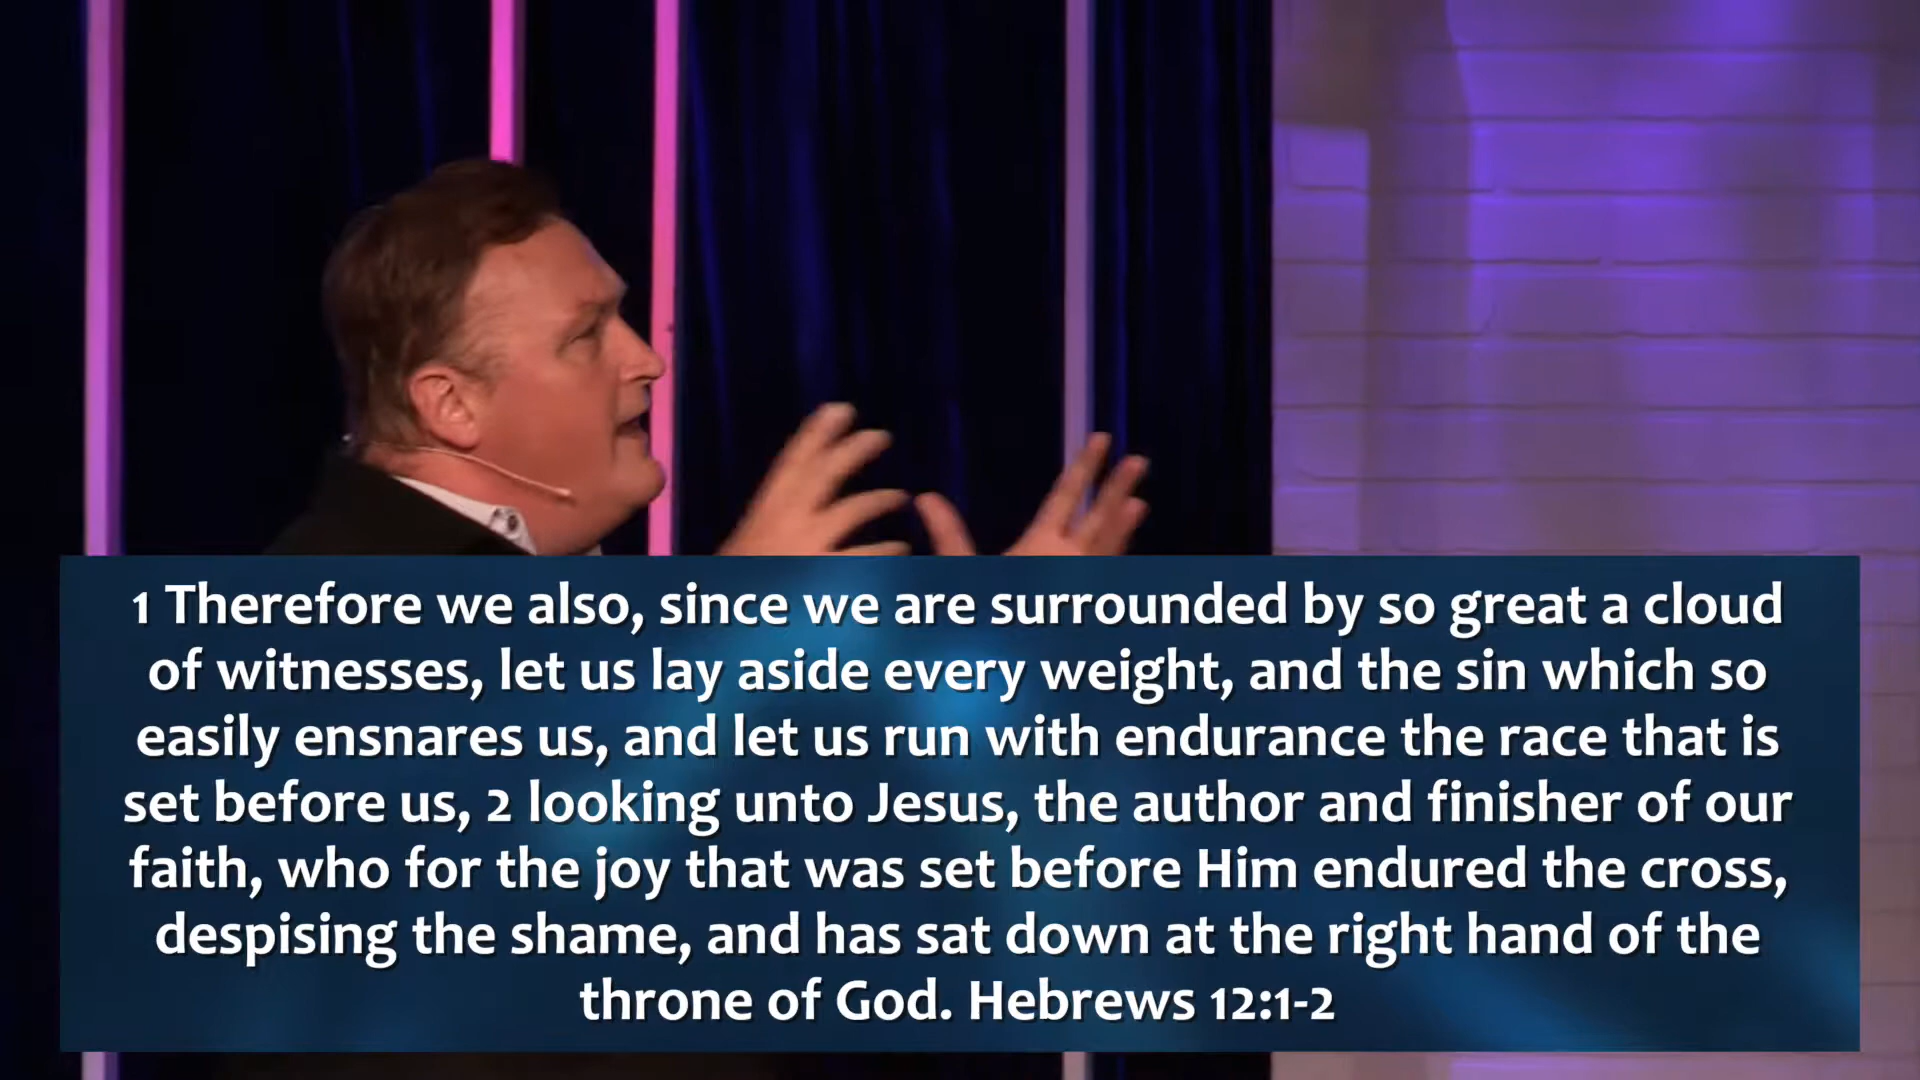 1 Therefore we also, since we are surrounded by so great a cloud
of witnesses, let us lay aside every weight, and the sin which so
easily ensnares us, and let us run with endurance the race that is
set before us, 2 looking unto Jesus, the author and finisher of our
faith, who for the joy that was set before Him endured the cross,
despising the shame, and has sat down at the right hand of the
throne of God. Hebrews 12:1-2